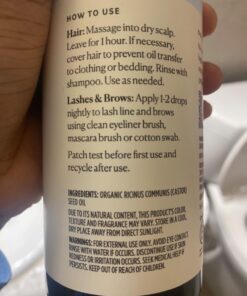 HOW TO USE
Hair: Massage into dry scalp.
Leave for 1 hour. If necessary,
cover hair to prevent oil transfer
to clothing or bedding. Rinse with
shampoo. Use as needed.
Lashes & Brows: Apply 1-2 drops
nightly to lash line and brows
using clean eyeliner brush,
mascara brush or cotton swab.
Patch test before first use and
recycle after use.
INGREDIENTS: ORGANIC RICINUS COMMUNIS (CASTOR)
SEED OIL
DUE TO ITS NATURAL CONTENT, THIS PRODUCT'S COLOR,
TEXTURE AND FRAGRANCE MAY VARY. STORE IN A COOL,
DRY PLACE AWAY FROM DIRECT SUNLIGHT.
WARNINGS: FOR EXTERNAL USE ONLY. AVOID EYE CONTACT.
RINSE WITH WATER IF OCCURS. DISCONTINUE USE IF SKIN
REDNESS OR IRRITATION OCCURS. SEEK MEDICAL HELP IF
PERSISTS. KEEP OUT OF REACH OF CHILDREN.